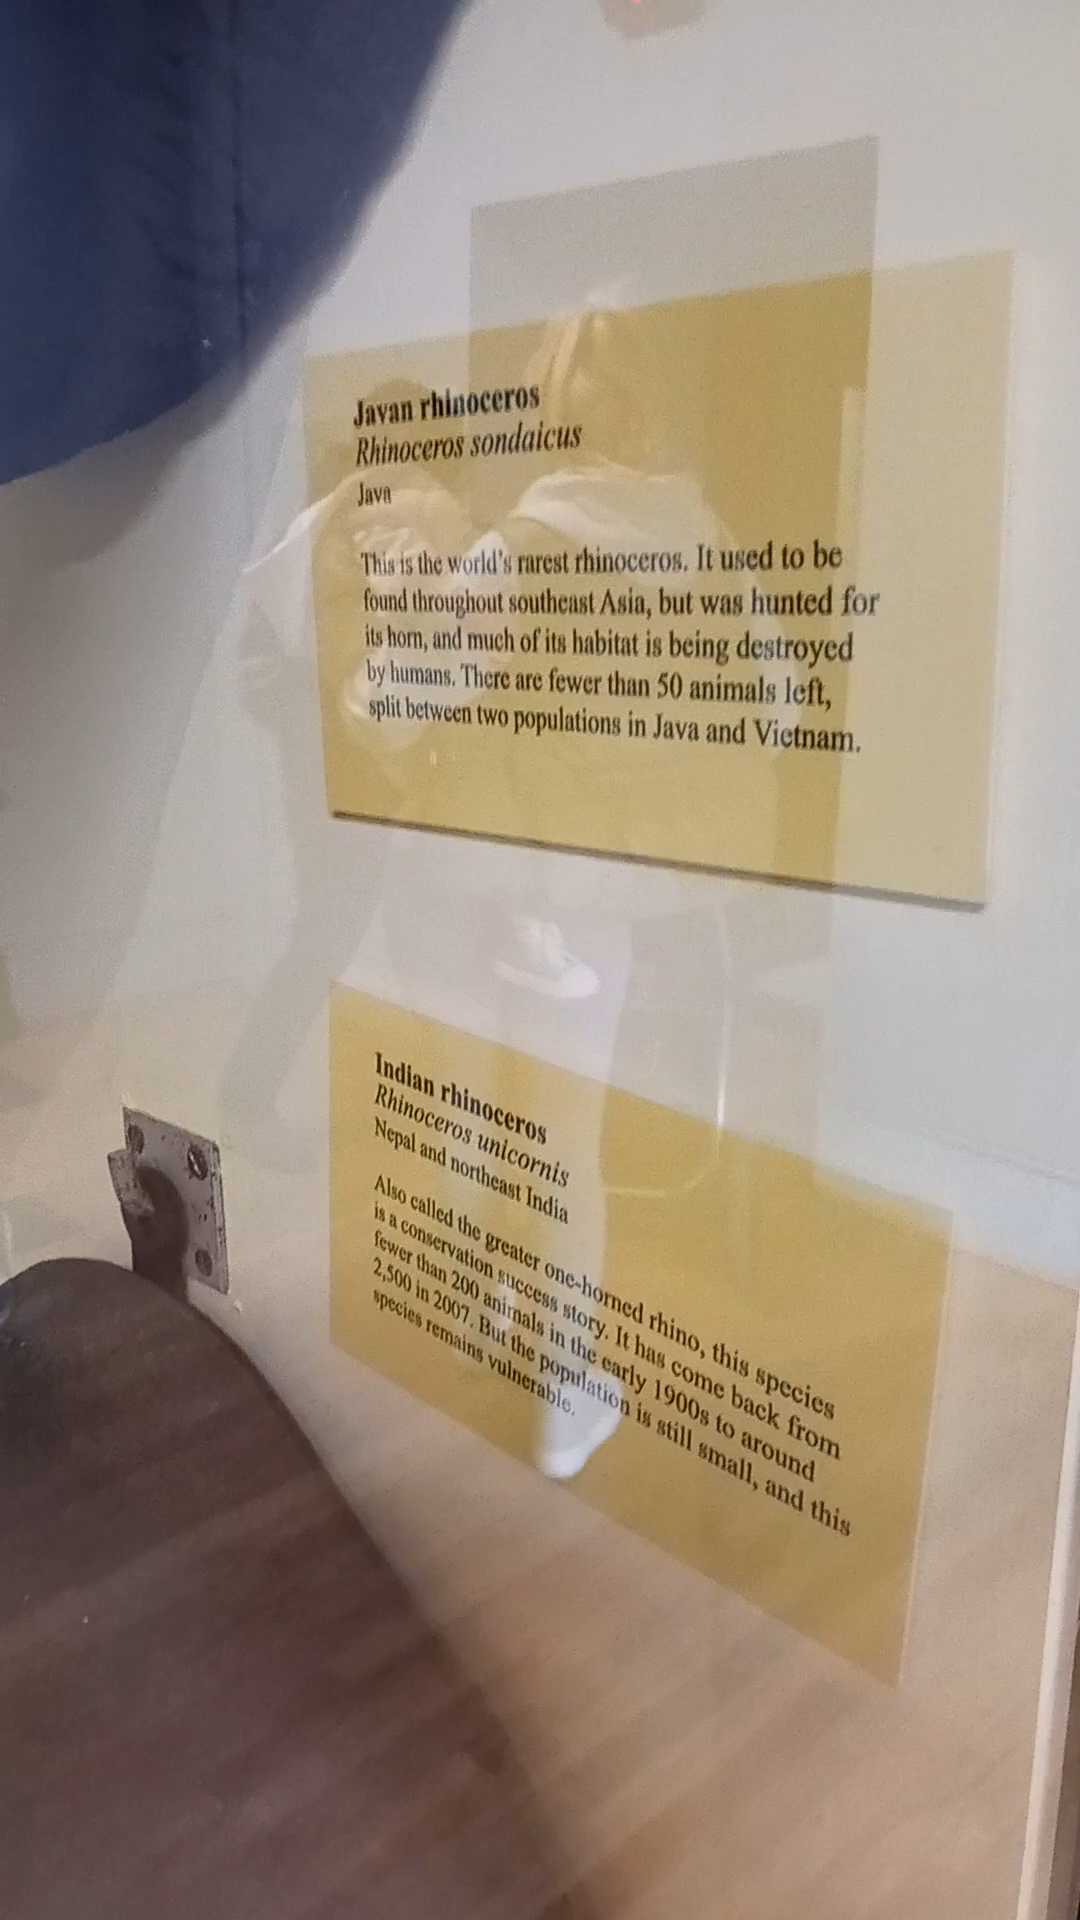 Javan rhinoceros
Rhinoceros sondaicus
Java
This is the world's rarest rhinoceros. It used to be
found throughout southeast Asia, but was hunted for
its horn, and much of its habitat is being destroyed
by humans. There are fewer than 50 animals left,
split between two populations in Java and Vietnam.
Indian rhinoceros
Rhinoceros unicornis
Nepal and northeast India
Also called the greater one-horned rhino, this species
is a conservation success story. It has come back from
fewer than 200 animals in the early 1900s to around
2,500 in 2007. But the population is still small, and this
species remains vulnerable.